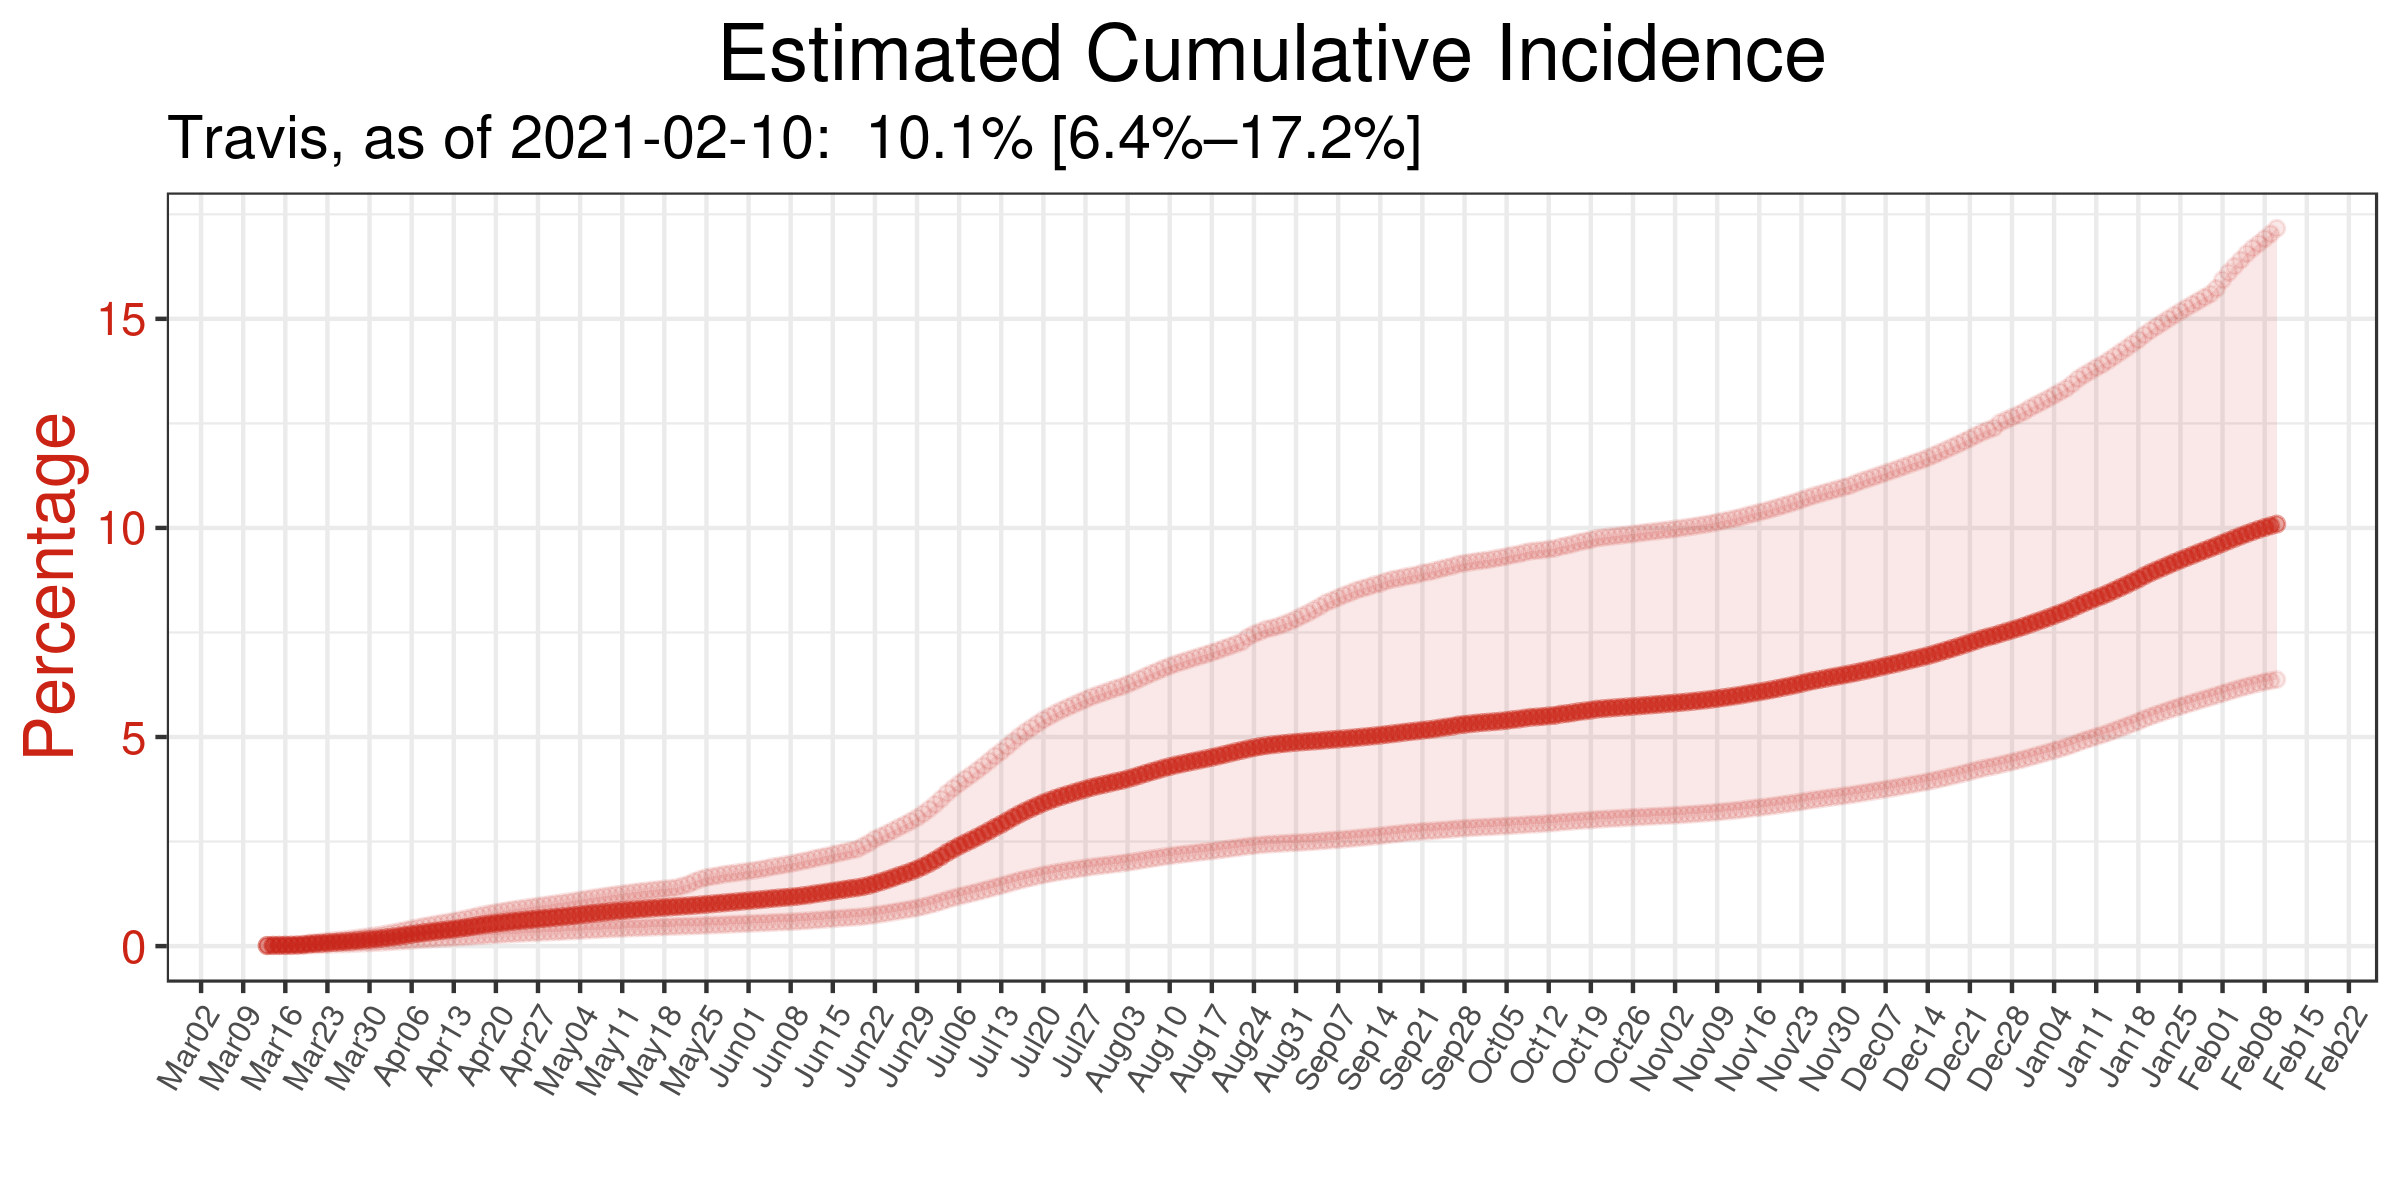 Estimated Cumulative Incidence
Travis, as of 2021-02-10:  10.1% [6.4%–17.2%]
Percentage
15
10
5
0
Mar02
Mar09
Mar16
Mar23
Mar30
Apr06
Apr13
Apr20
Apr27
May04
May11
May18
May25
Jun01
Jun08
Jun15
Jun22
Jun29
Jul06
Jul13
Jul20
Jul27
Aug03
Aug10
Aug17
Aug24
Aug31
Sep07
Sep14
Sep21
Sep28
Oct05
Oct12
Oct19
Oct26
Nov02
Nov09
Nov16
Nov23
Nov30
Dec07
Dec14
Dec21
Dec28
Jan04
Jan11
Jan18
Jan25
Feb01
Feb08
Feb15
Feb22